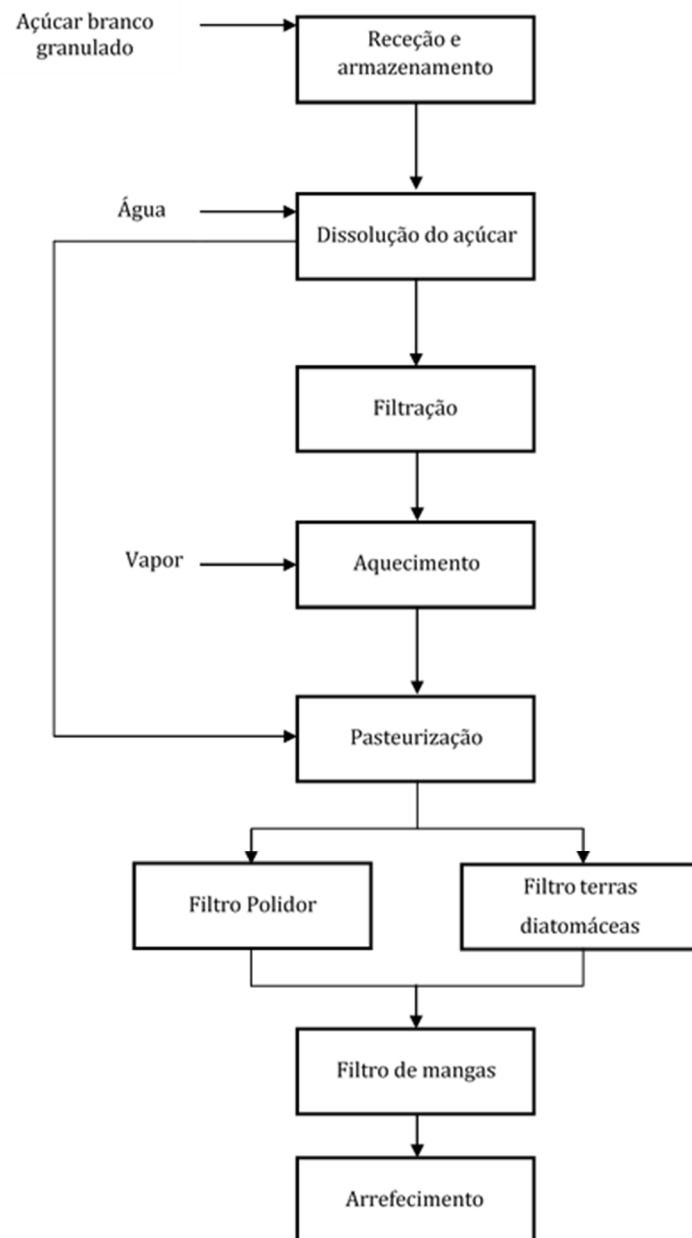 Açúcar branco
granulado
Receção e
armazenamento
Água
Dissolução do açúcar
Filtração
Vapor
Aquecimento
Pasteurização
Filtro Polidor
Filtro terras
diatomáceas
Filtro de mangas
Arrefecimento